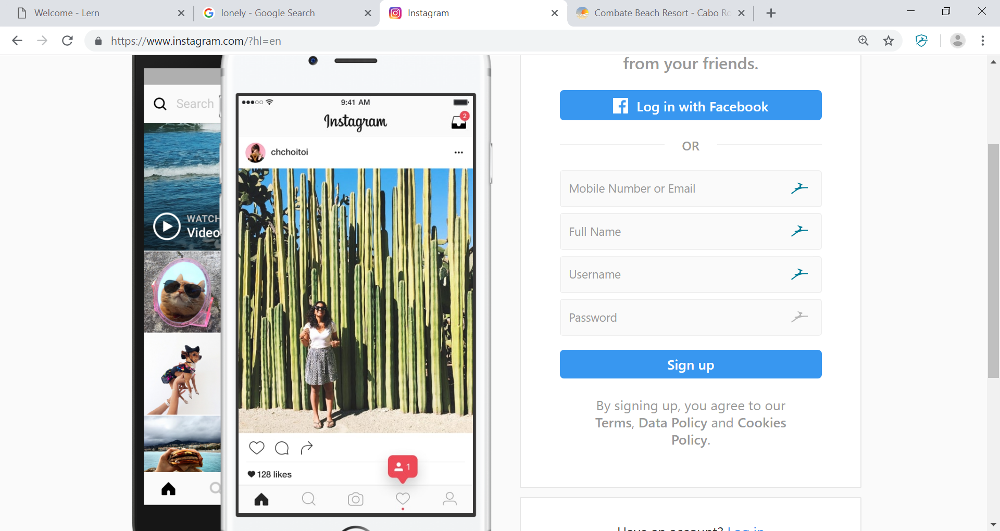 Welcome - Lern
lonely - Google Search
Instagram
Combate Beach Resort - Cabo Ro
https://www.instagram.com/?hl=en
Search
WATCH
Video
9:41 AM
Instagram
2
chchoitoi
128 likes
1
from your friends.
Log in with Facebook
OR
Mobile Number or Email
Full Name
Username
Password
Sign up
By signing up, you agree to our
Terms, Data Policy and Cookies
Policy.
Have an account? Log in